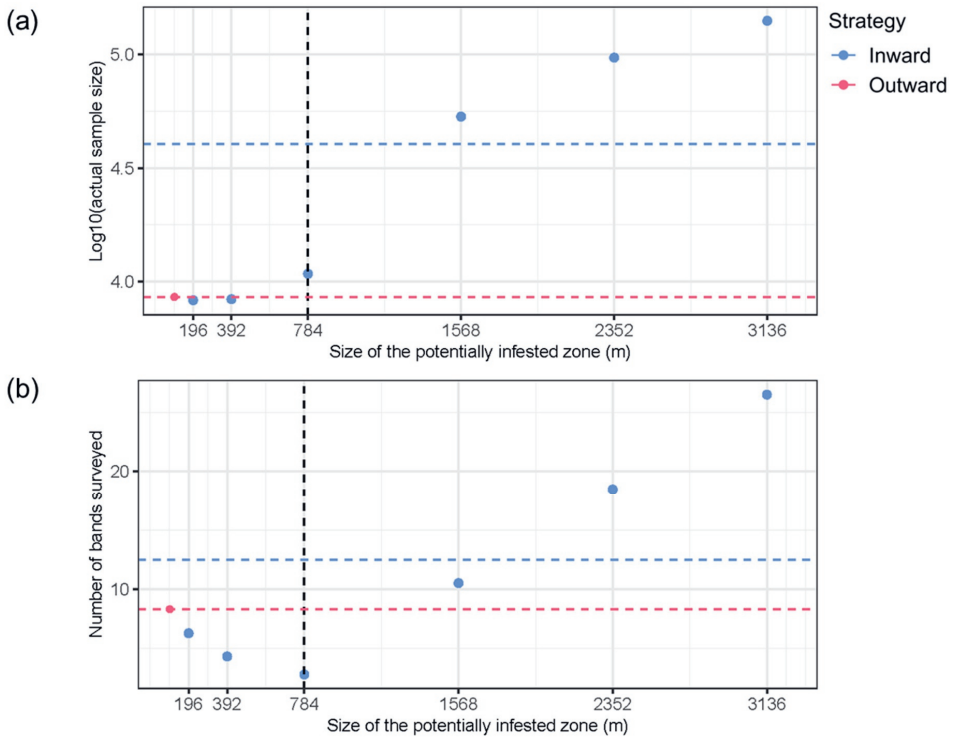 (a)
Strategy
Inward
Outward
Log10(actual sample size)
5.0
4.5
4.0
196 392 784 1568 2352 3136
Size of the potentially infested zone (m)
(b)
Number of bands surveyed
20
10
196 392 784 1568 2352 3136
Size of the potentially infested zone (m)